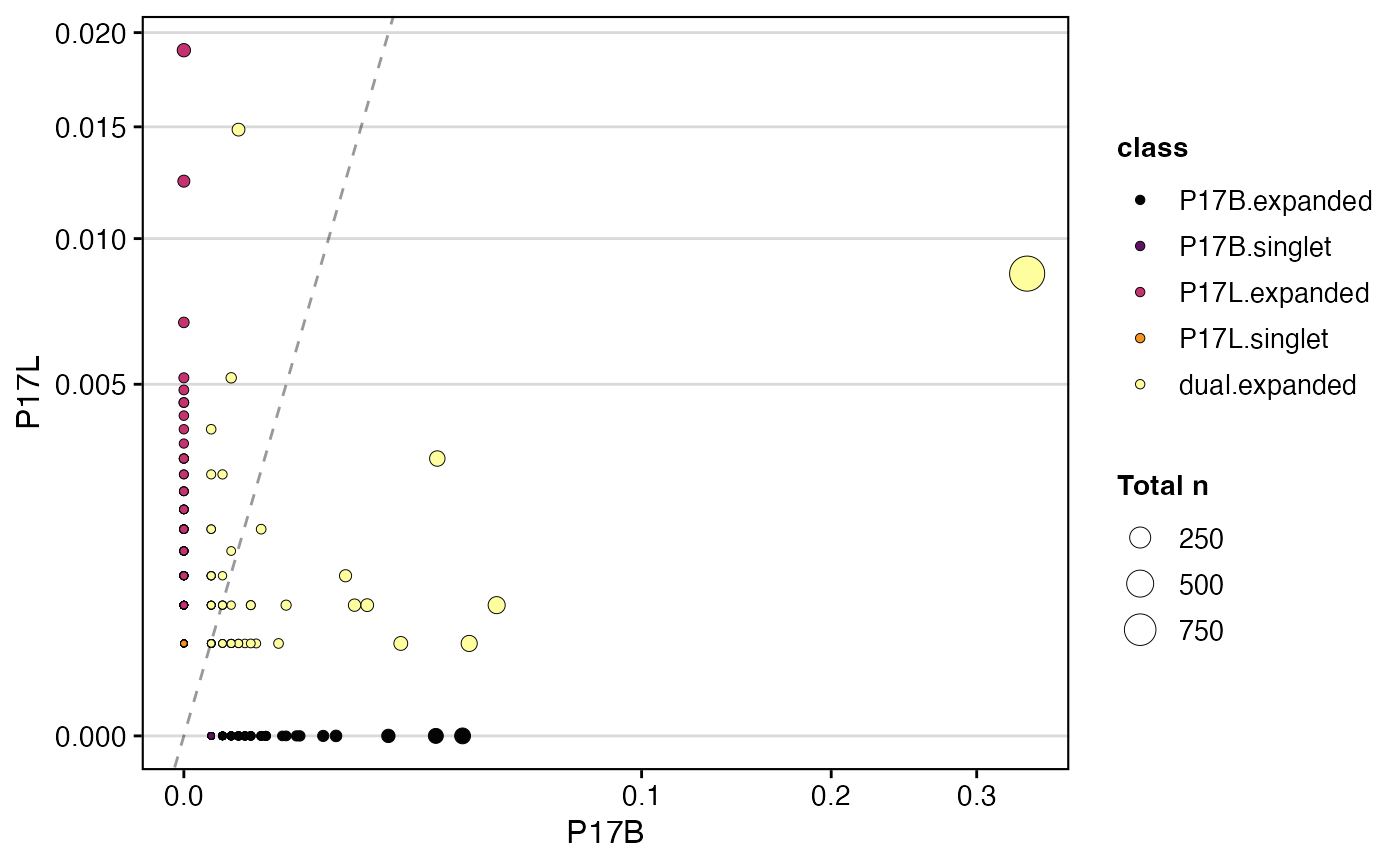 0.020
0.015
0.010
0.005
0.000
P17L
0.0
0.1
0.2
0.3
P17B
class
P17B.expanded
P17B.singlet
P17L.expanded
P17L.singlet
dual.expanded
Total n
250
500
750